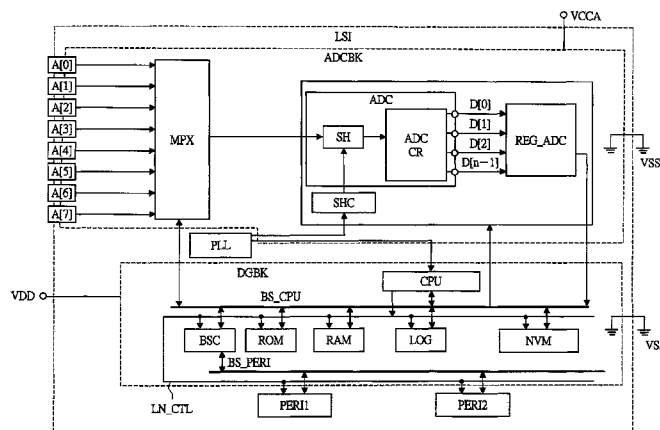 VCCA
LSI
ADCBK
A[0]
A[1]
A[2]
A[3]
A[4]
A[5]
A[6]
A[7]
MPX
ADC
SH
ADC
CR
SHC
D[0]
D[1]
D[2]
D[n-1]
REG_ADC
VSS
PLL
DGBK
CPU
VDD
BS_CPU
BSC
ROM
RAM
LOG
NVM
VS
BS_PERI
LN_CTL
PERI1
PERI2